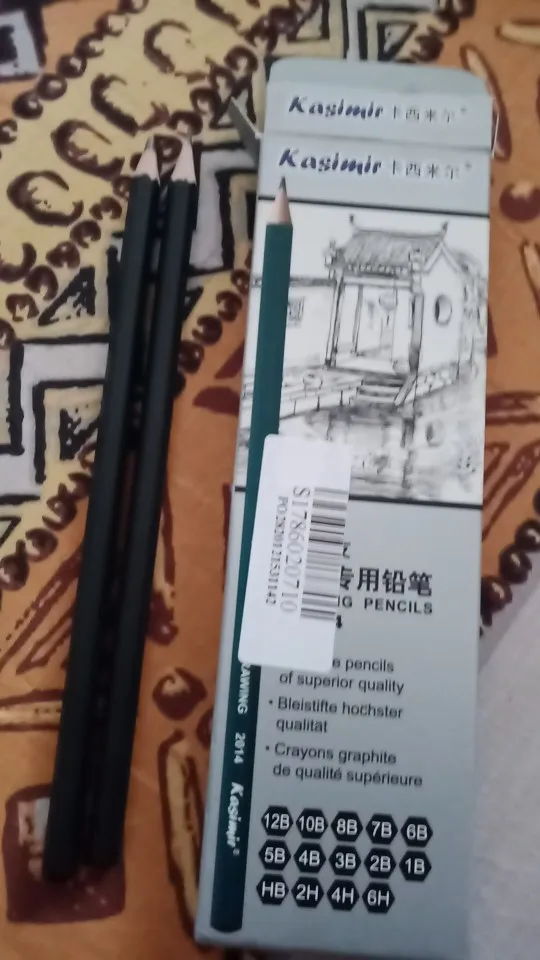 Kasimir 卡西米尔
Kasimir 卡西米尔
S1786020710
PO2820121531142
专用铅笔
PENCILS
pencils
of superior quality
• Bleistifte hochster
qualitat
• Crayons graphite
de qualité supérieure
2014 Kasimir
12B 10B 8B 7B 6B
5B 4B 3B 2B 1B
HB 2H 4H 6H